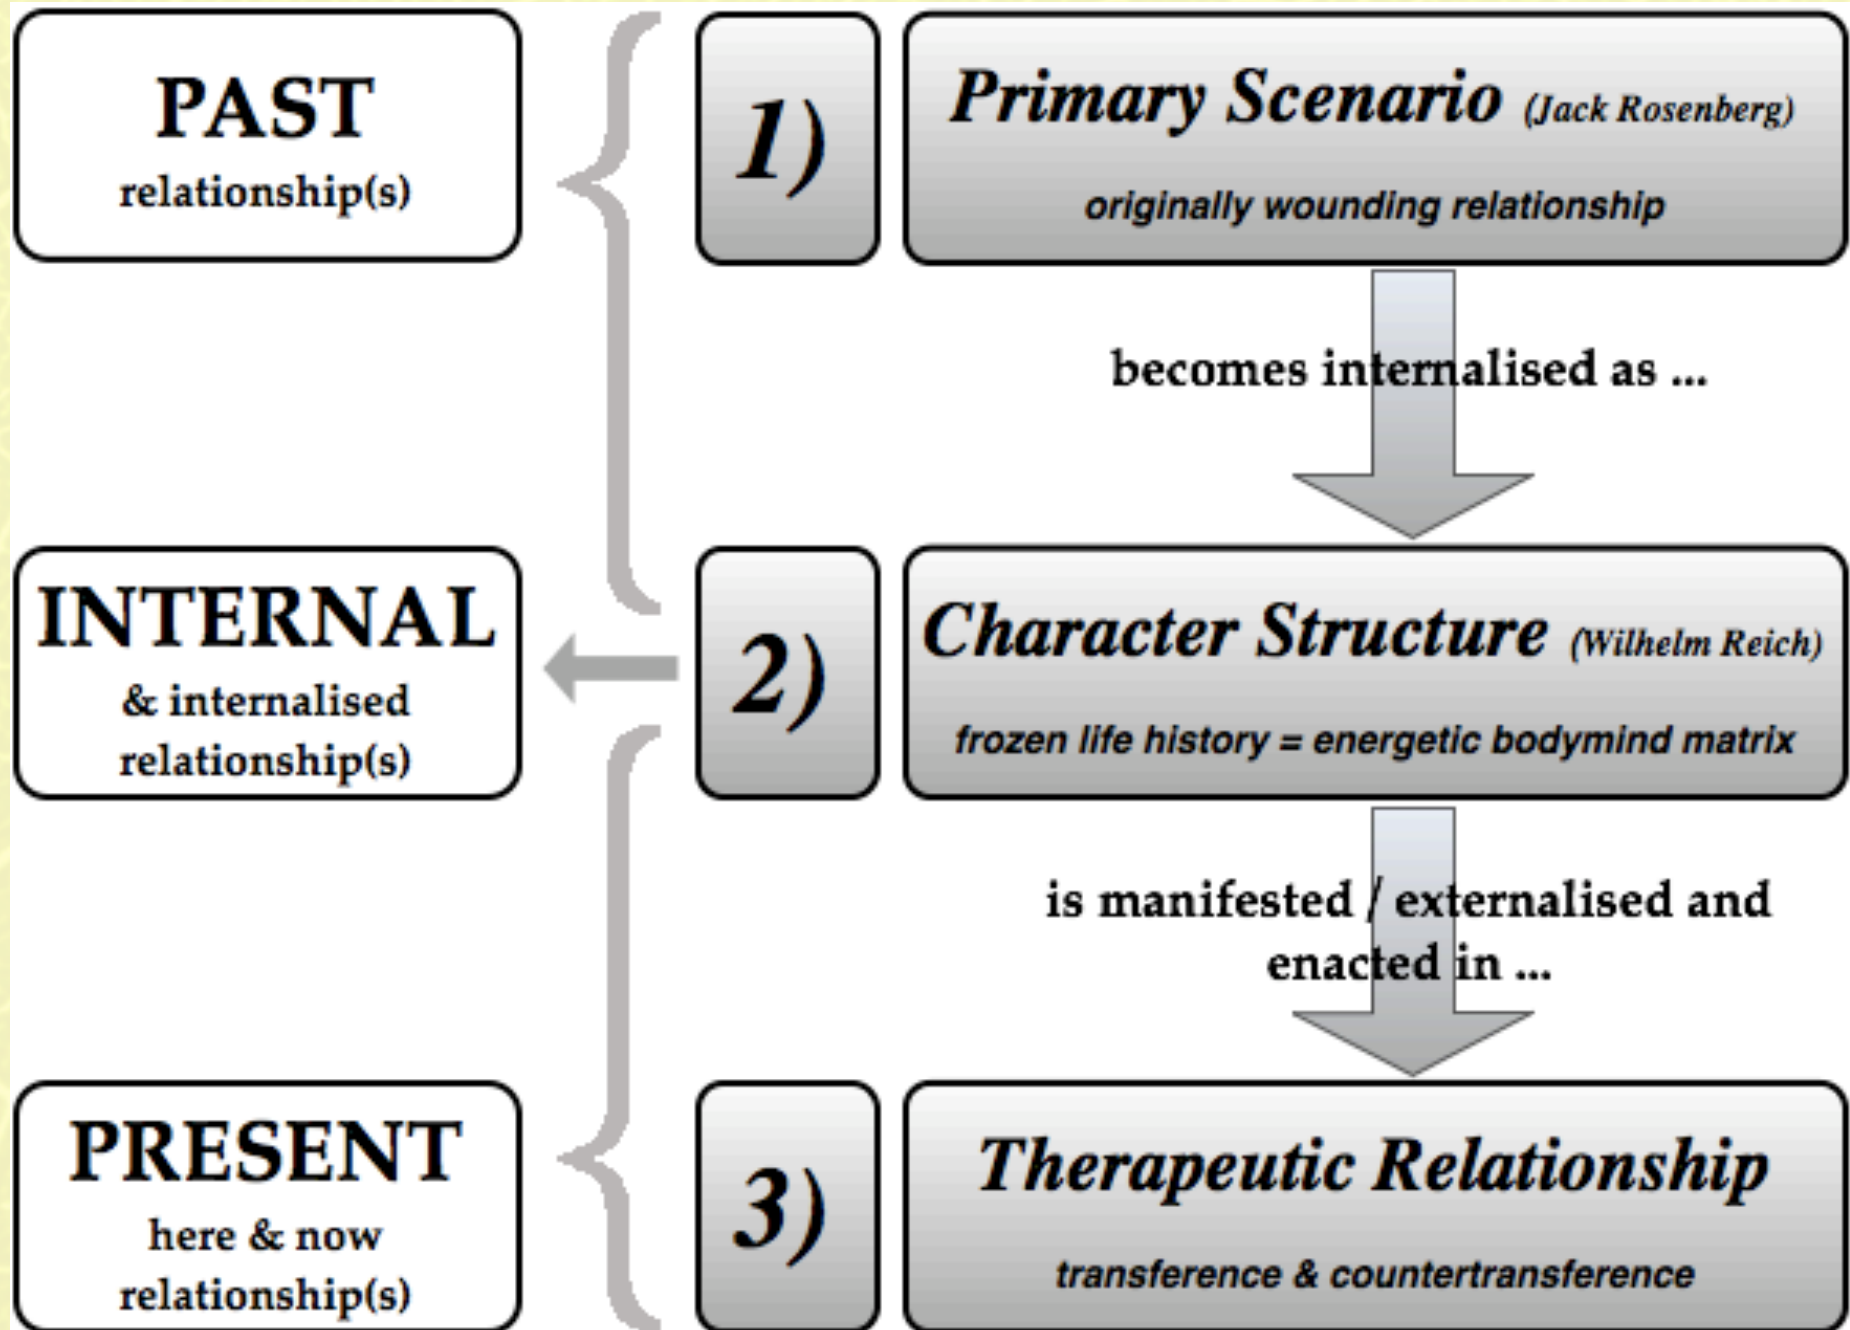 PAST
relationship(s)
1)
Primary Scenario (Jack Rosenberg)
originally wounding relationship
becomes internalised as ...
INTERNAL
& internalised
relationship(s)
2)
Character Structure (Wilhelm Reich)
frozen life history = energetic bodymind matrix
is manifested / externalised and
enacted in ...
PRESENT
here & now
relationship(s)
3)
Therapeutic Relationship
transference & countertransference